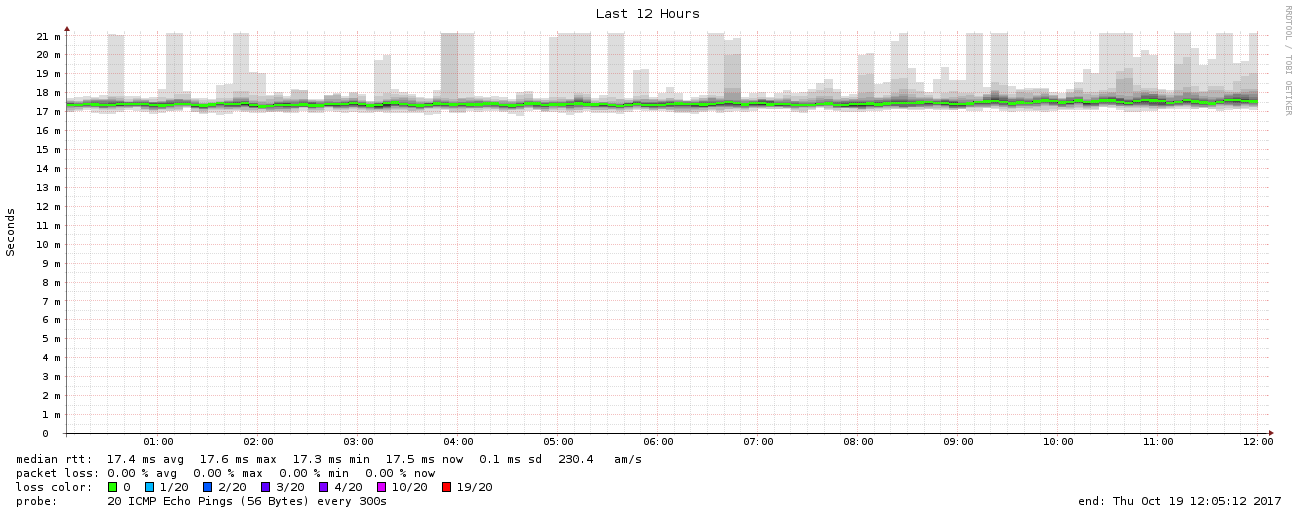 Last 12 Hours
RRDTOOL / TOBI OETIKER
21 m
20 m
19 m
18 m
17 m
16 m
15 m
14 m
13 m
12 m
11 m
10 m
9 m
8 m
7 m
6 m
5 m
4 m
3 m
2 m
1 m
0
Seconds
01:00 02:00 03:00 04:00 05:00 06:00 07:00 08:00 09:00 10:00 11:00 12:00
median rtt: 17.4 ms avg 17.6 ms max 17.3 ms min 17.5 ms now 0.1 ms sd 230.4 am/s
packet loss: 0.00 % avg 0.00 % max 0.00 % min 0.00 % now
loss color: 0 1/20 2/20 3/20 4/20 10/20 19/20
probe: 20 ICMP Echo Pings (56 Bytes) every 300s end: Thu Oct 19 12:05:12 2017